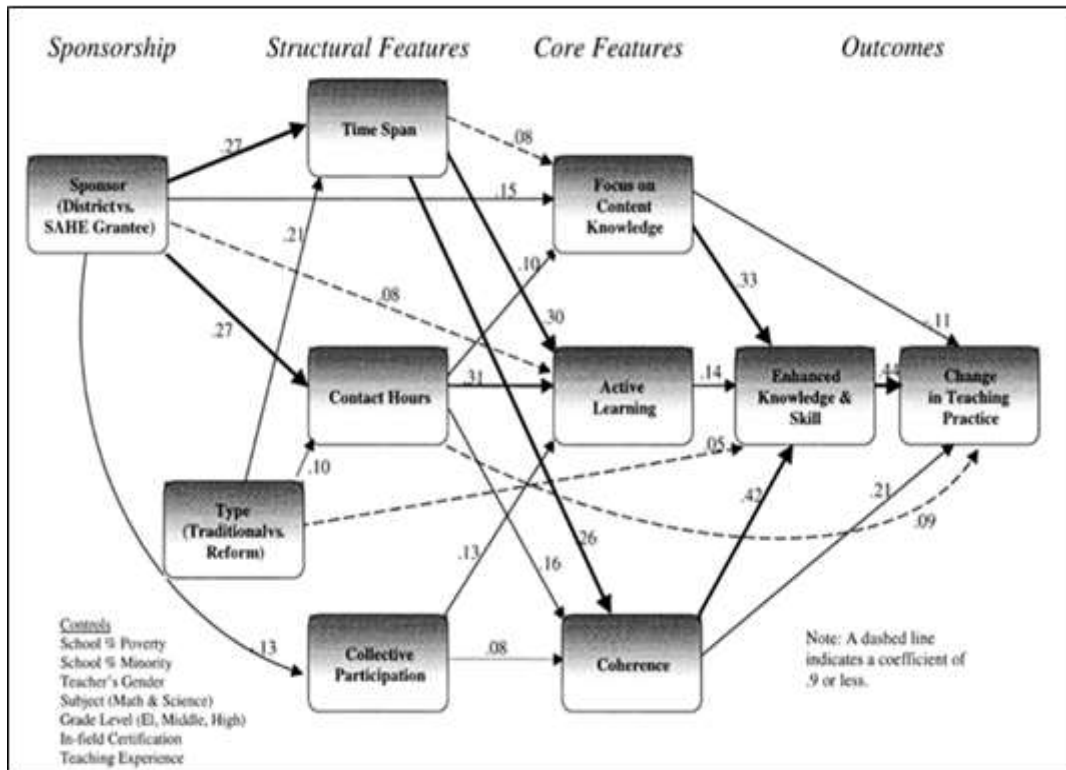 Sponsorship
Structural Features
Core Features
Outcomes
Time Span
.08
.27
Sponsor
(Districtvs.
SAHE Grantee)
.15
Focus on
Content
Knowledge
.21
.10
.33
.08
.27
.30
.11
Contact Hours
.31
Active
Learning
.14
Enhanced
Knowledge &
Skill
.44
Change
in Teaching
Practice
.10
.05
Type
(Traditionalvs.
Reform)
.42
.21
.09
.26
.13
.16
Controls
School % Poverty
School % Minority
Teacher's Gender
Subject (Math & Science)
Grade Level (El, Middle, High)
In-field Certification
Teaching Experience
.13
Collective
Participation
.08
Coherence
Note: A dashed line
indicates a coefficient of
.9 or less.